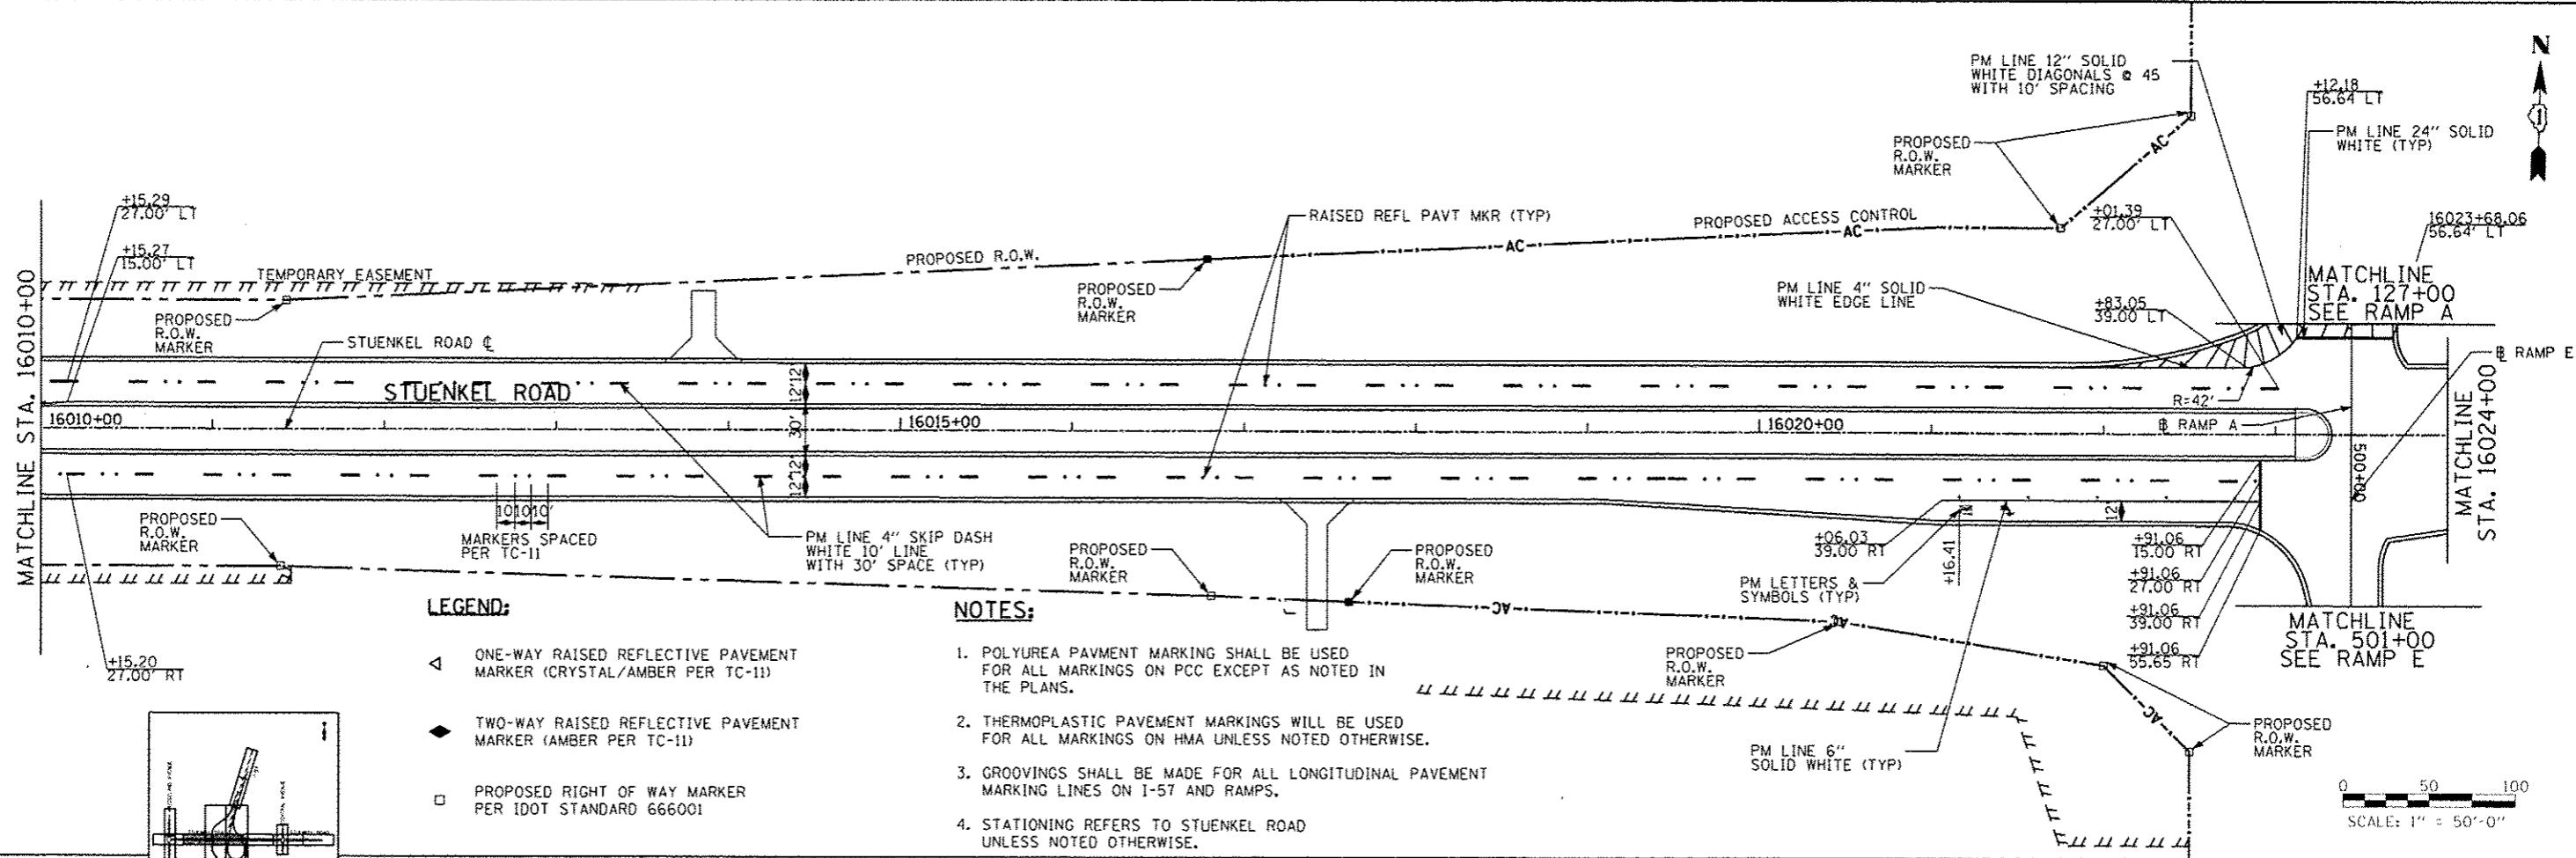 PM LINE 12" SOLID
WHITE DIAGONALS @ 45
WITH 10' SPACING
+12.18
56.64 LT
PM LINE 24" SOLID
WHITE (TYP)
N
PROPOSED
R.O.W.
MARKER
AC
+15.29
27.00' LT
+15.27
15.00' LT
RAISED REFL PAVT MKR (TYP)
PROPOSED ACCESS CONTROL
AC
AC
+01.39
27.00' LT
16023+68.06
56.64' LT
TEMPORARY EASEMENT
PROPOSED R.O.W.
PROPOSED
R.O.W.
MARKER
PROPOSED
R.O.W.
MARKER
PM LINE 4" SOLID
WHITE EDGE LINE
+83.05
39.00 LT
MATCHLINE
STA. 127+00
SEE RAMP A
MATCHLINE STA. 16010+00
STUENKEL ROAD ℄
STUENKEL ROAD
12'
12'
30'
12'
12'
16010+00
16015+00
16020+00
R=42'
RAMP A
RAMP E
500+00
MATCHLINE
STA. 16024+00
PROPOSED
R.O.W.
MARKER
10'
10'
10'
MARKERS SPACED
PER TC-11
PM LINE 4" SKIP DASH
WHITE 10' LINE
WITH 30' SPACE (TYP)
PROPOSED
R.O.W.
MARKER
PROPOSED
R.O.W.
MARKER
AC
+06.03
39.00 RT
+16.41
12'
PM LETTERS &
SYMBOLS (TYP)
+91.06
15.00 RT
+91.06
27.00 RT
+91.06
39.00 RT
+91.06
55.65 RT
MATCHLINE
STA. 501+00
SEE RAMP E
+15.20
27.00' RT
PROPOSED
R.O.W.
MARKER
AC
PROPOSED
R.O.W.
MARKER
PM LINE 6"
SOLID WHITE (TYP)
LEGEND:
ONE-WAY RAISED REFLECTIVE PAVEMENT
MARKER (CRYSTAL/AMBER PER TC-11)
TWO-WAY RAISED REFLECTIVE PAVEMENT
MARKER (AMBER PER TC-11)
PROPOSED RIGHT OF WAY MARKER
PER IDOT STANDARD 666001
NOTES:
1. POLYUREA PAVMENT MARKING SHALL BE USED
FOR ALL MARKINGS ON PCC EXCEPT AS NOTED IN
THE PLANS.
2. THERMOPLASTIC PAVEMENT MARKINGS WILL BE USED
FOR ALL MARKINGS ON HMA UNLESS NOTED OTHERWISE.
3. GROOVINGS SHALL BE MADE FOR ALL LONGITUDINAL PAVEMENT
MARKING LINES ON I-57 AND RAMPS.
4. STATIONING REFERS TO STUENKEL ROAD
UNLESS NOTED OTHERWISE.
0 50 100
SCALE: 1" = 50'-0"